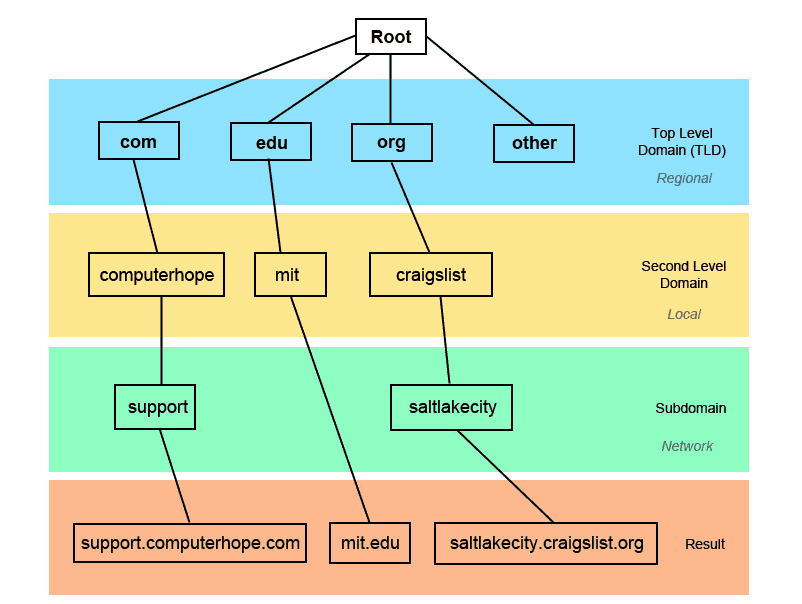 Root
com
edu
org
other
Top Level
Domain (TLD)
Regional
computerhope
mit
craigslist
Second Level
Domain
Local
support
saltlakecity
Subdomain
Network
support.computerhope.com
mit.edu
saltlakecity.craigslist.org
Result